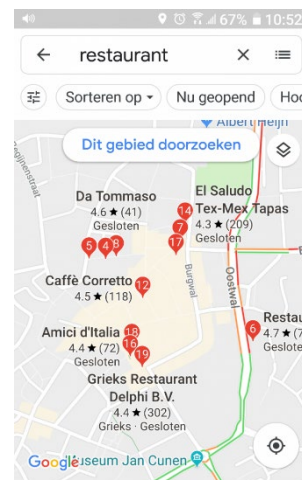 67% 10:52
restaurant
Sorteren op
Nu geopend
Hoo
Albert Heijn
Dit gebied doorzoeken
Da Tommaso
4.6 ★ (41)
Gesloten
El Saludo
Tex-Mex Tapas
4.3 ★ (209)
Gesloten
14
7
17
5 4 8
Burgwal
Oostwal
Caffè Corretto
4.5 ★ (118)
12
Restau
4.7 ★ (7
Gesloten
6
Amici d'Italia
4.4 ★ (72)
Gesloten
18
16
19
Grieks Restaurant
Delphi B.V.
4.4 ★ (302)
Grieks · Gesloten
Google
useum Jan Cunen